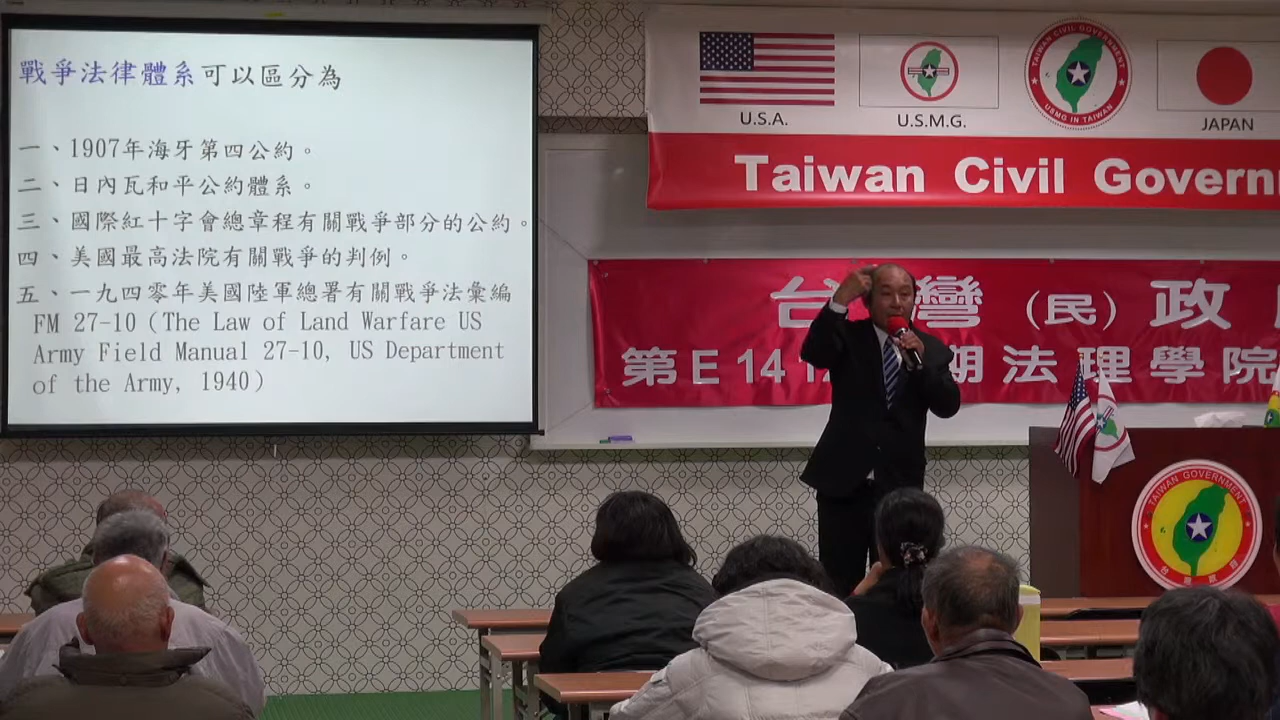 戰爭法律體系可以區分為
一、1907年海牙第四公約。
二、日內瓦和平公約體系。
三、國際紅十字會總章程有關戰爭部分的公約。
四、美國最高法院有關戰爭的判例。
五、一九四零年美國陸軍總署有關戰爭法彙編
FM 27-10（The Law of Land Warfare US
Army Field Manual 27-10, US Department
of the Army, 1940）
U.S.A.
U.S.M.G.
TAIWAN CIVIL GOVERNMENT
USMG IN TAIWAN
JAPAN
Taiwan Civil Govern
台灣（民）政
第E14 期法理學院
TAIWAN GOVERNMENT